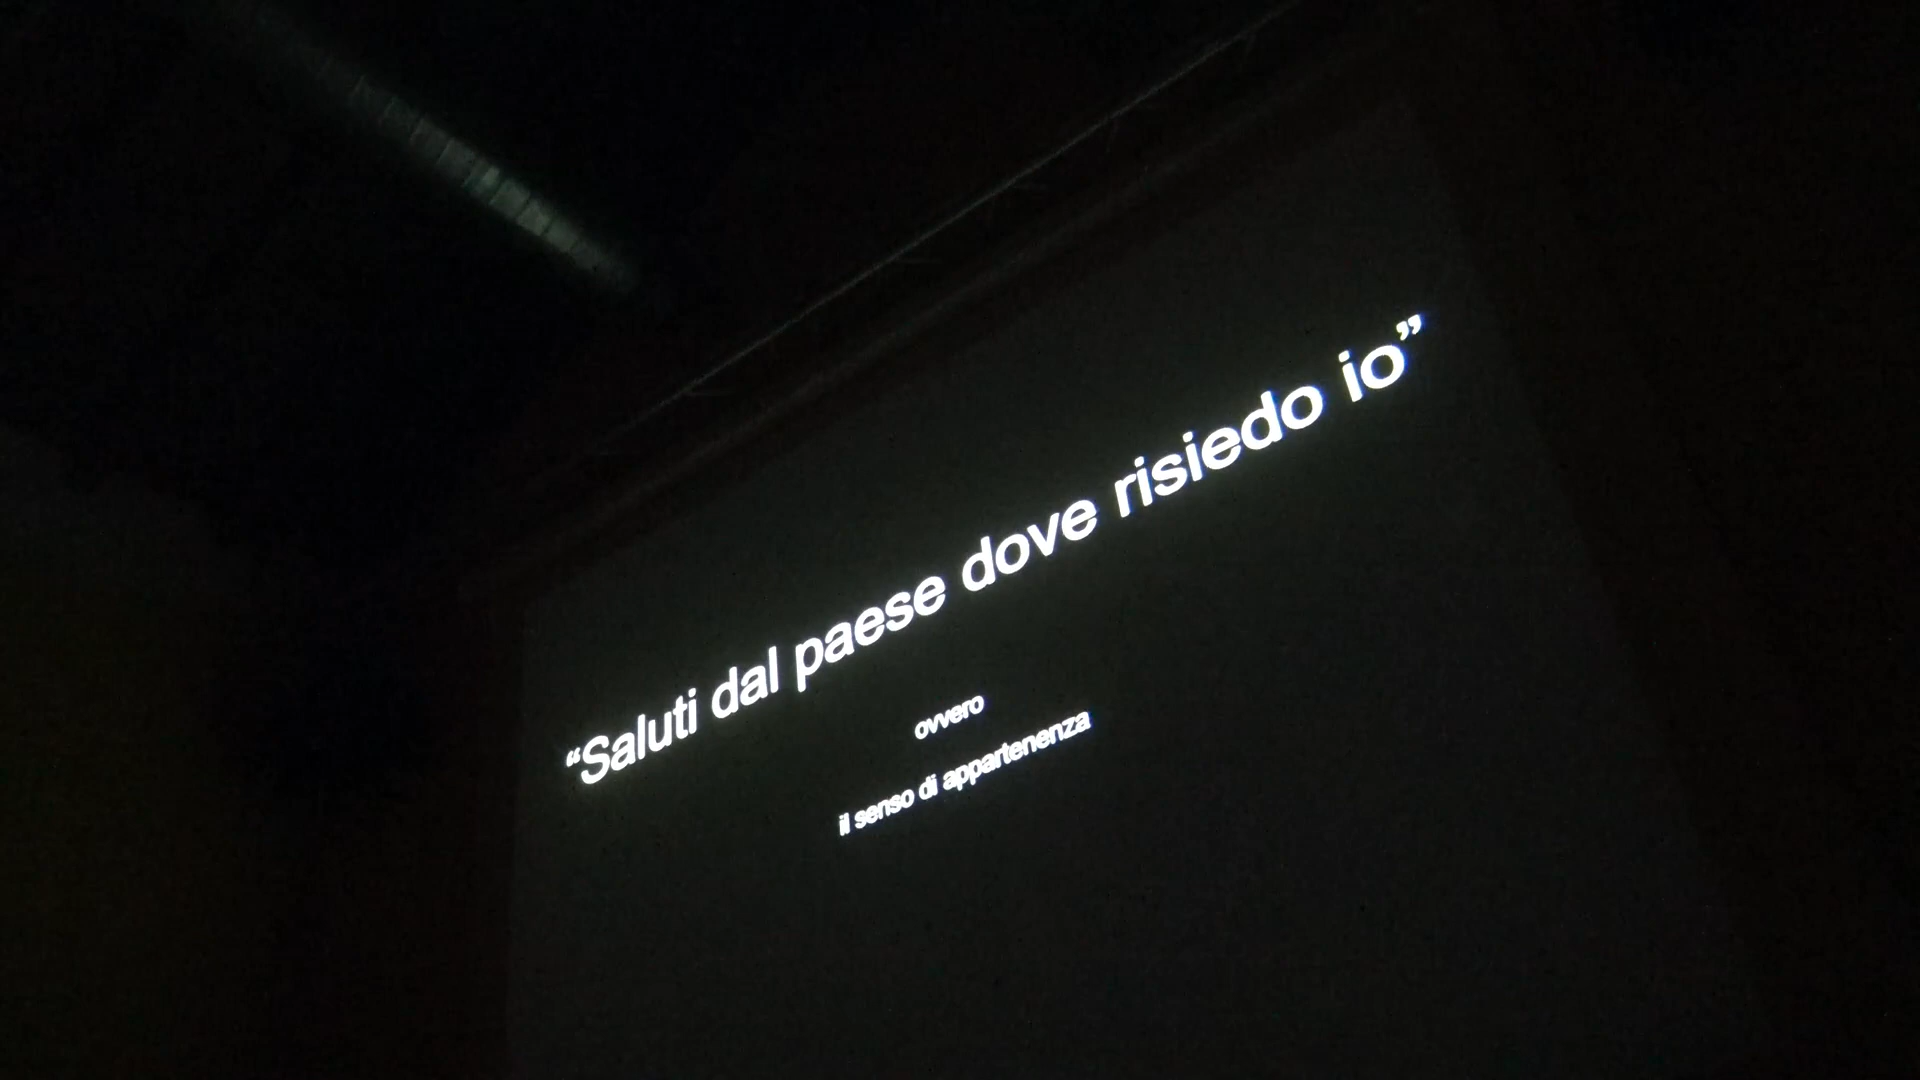 “Saluti dal paese dove risiedo io”
ovvero
il senso di appartenenza